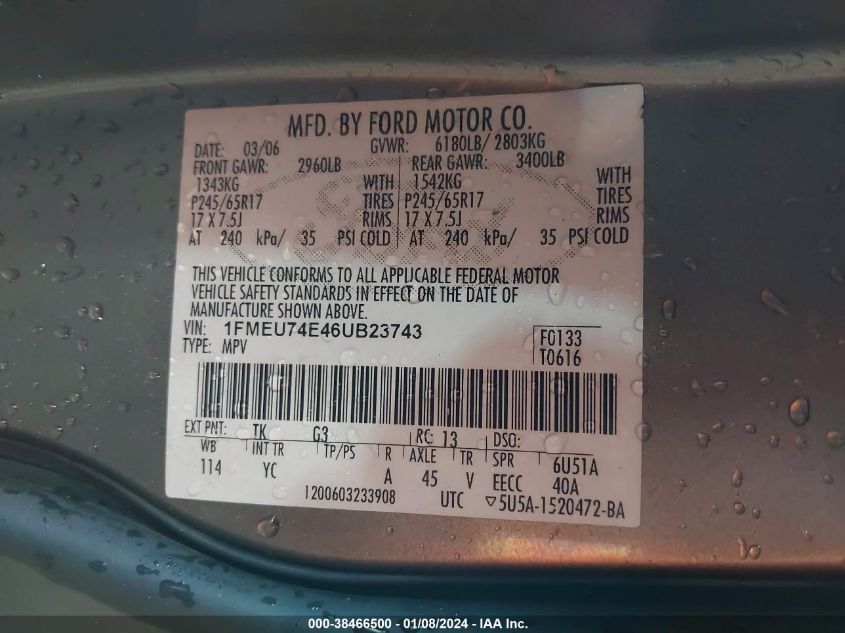 MFD. BY FORD MOTOR CO.
DATE: 03/06 GVWR: 6180LB/ 2803KG
FRONT GAWR: 2960LB REAR GAWR: 3400LB
1343KG WITH 1542KG WITH
P245/65R17 TIRES P245/65R17 TIRES
17 X 7.5J RIMS 17 X 7.5J RIMS
AT 240 kPa/ 35 PSI COLD AT 240 kPa/ 35 PSI COLD
THIS VEHICLE CONFORMS TO ALL APPLICABLE FEDERAL MOTOR
VEHICLE SAFETY STANDARDS IN EFFECT ON THE DATE OF
MANUFACTURE SHOWN ABOVE.
VIN: 1FMEU74E46UB23743 F0133
TYPE: MPV T0616
EXT PNT: TK G3 RC: 13 DSO:
WB INT TR TP/PS R AXLE TR SPR 6U51A
114 YC A 45 V EECC 40A
1200603233908 UTC ▽5U5A-1520472-BA
000-38466500 - 01/08/2024 - IAA Inc.